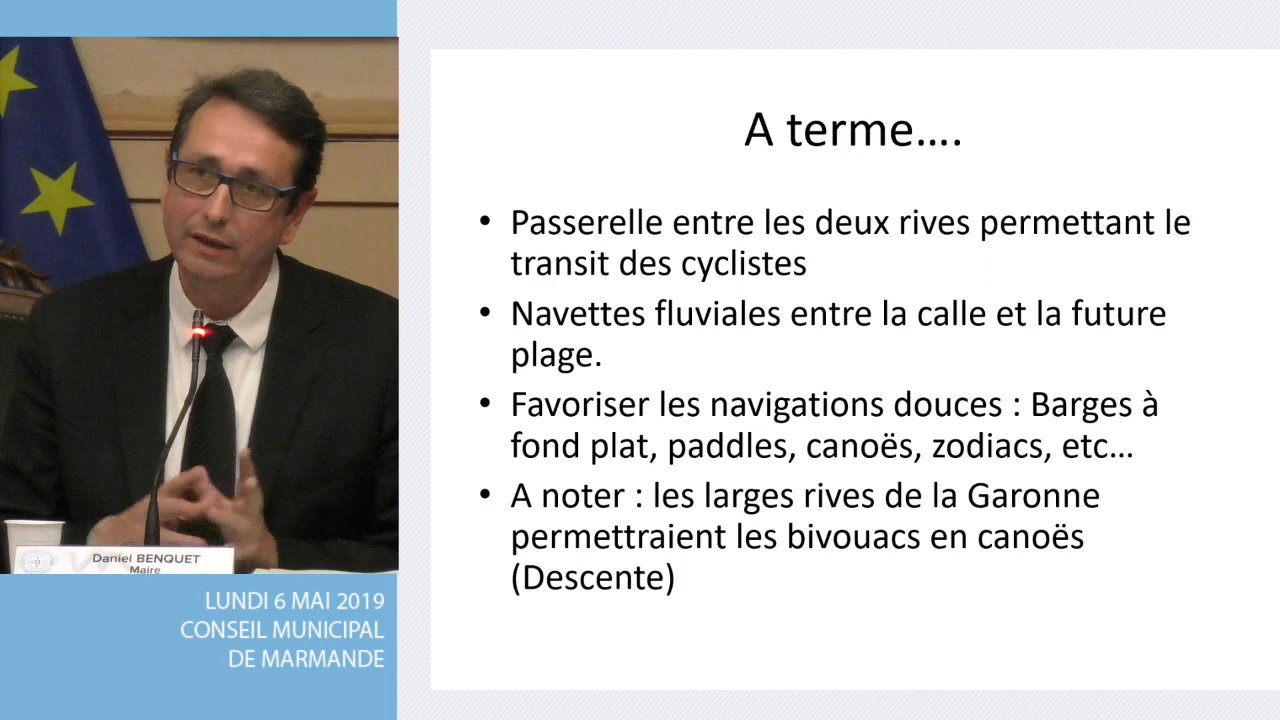 A terme....
• Passerelle entre les deux rives permettant le
transit des cyclistes
• Navettes fluviales entre la calle et la future
plage.
• Favoriser les navigations douces : Barges à
fond plat, paddles, canoës, zodiacs, etc...
• A noter : les larges rives de la Garonne
permettraient les bivouacs en canoës
(Descente)
Daniel BENQUET
Maire
LUNDI 6 MAI 2019
CONSEIL MUNICIPAL
DE MARMANDE